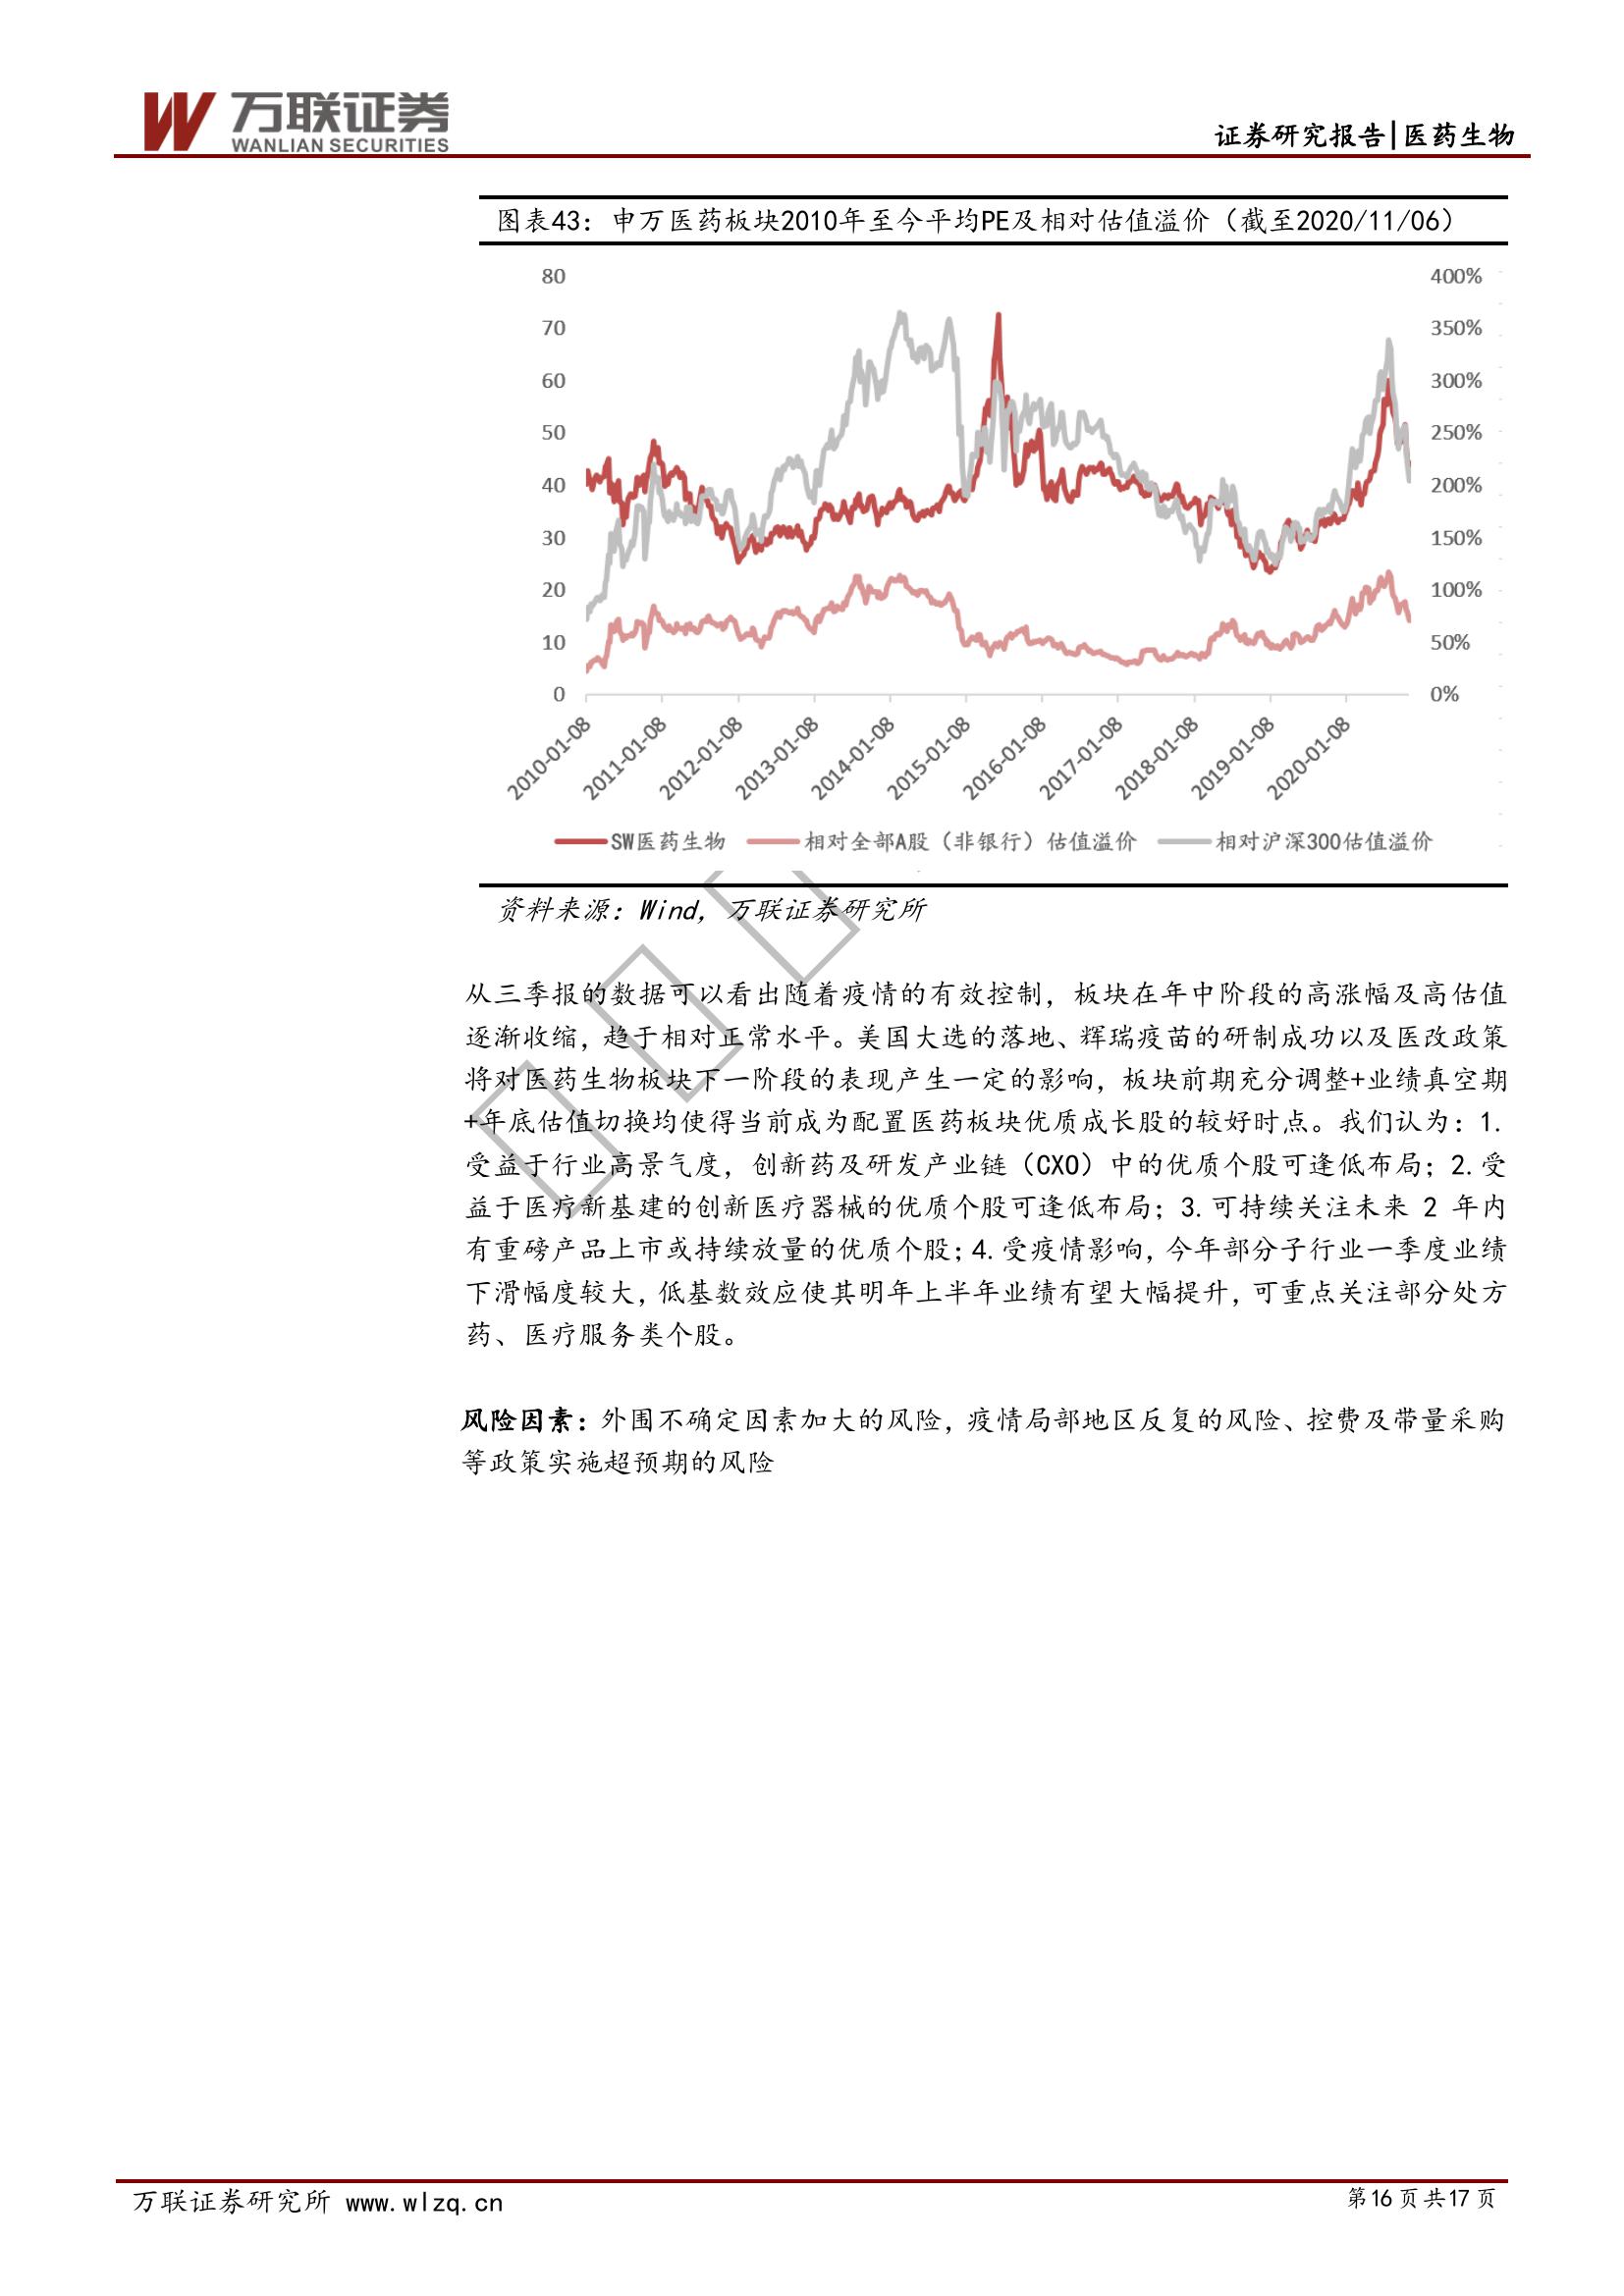 万联证券
WANLIAN SECURITIES
证券研究报告|医药生物
图表43：申万医药板块2010年至今平均PE及相对估值溢价（截至2020/11/06）
80
70
60
50
40
30
20
10
0
400%
350%
300%
250%
200%
150%
100%
50%
0%
2010-01-08
2011-01-08
2012-01-08
2013-01-08
2014-01-08
2015-01-08
2016-01-08
2017-01-08
2018-01-08
2019-01-08
2020-01-08
SW医药生物
相对全部A股（非银行）估值溢价
相对沪深300估值溢价
资料来源：Wind，万联证券研究所
从三季报的数据可以看出随着疫情的有效控制，板块在年中阶段的高涨幅及高估值
逐渐收缩，趋于相对正常水平。美国大选的落地、辉瑞疫苗的研制成功以及医改政策
将对医药生物板块下一阶段的表现产生一定的影响，板块前期充分调整+业绩真空期
+年底估值切换均使得当前成为配置医药板块优质成长股的较好时点。我们认为：1.
受益于行业高景气度，创新药及研发产业链（CXO）中的优质个股可逢低布局；2.受
益于医疗新基建的创新医疗器械的优质个股可逢低布局；3.可持续关注未来 2 年内
有重磅产品上市或持续放量的优质个股；4.受疫情影响，今年部分子行业一季度业绩
下滑幅度较大，低基数效应使其明年上半年业绩有望大幅提升，可重点关注部分处方
药、医疗服务类个股。
风险因素：外围不确定因素加大的风险，疫情局部地区反复的风险、控费及带量采购
等政策实施超预期的风险
万联证券研究所 www.wlzq.cn
第16页共17页